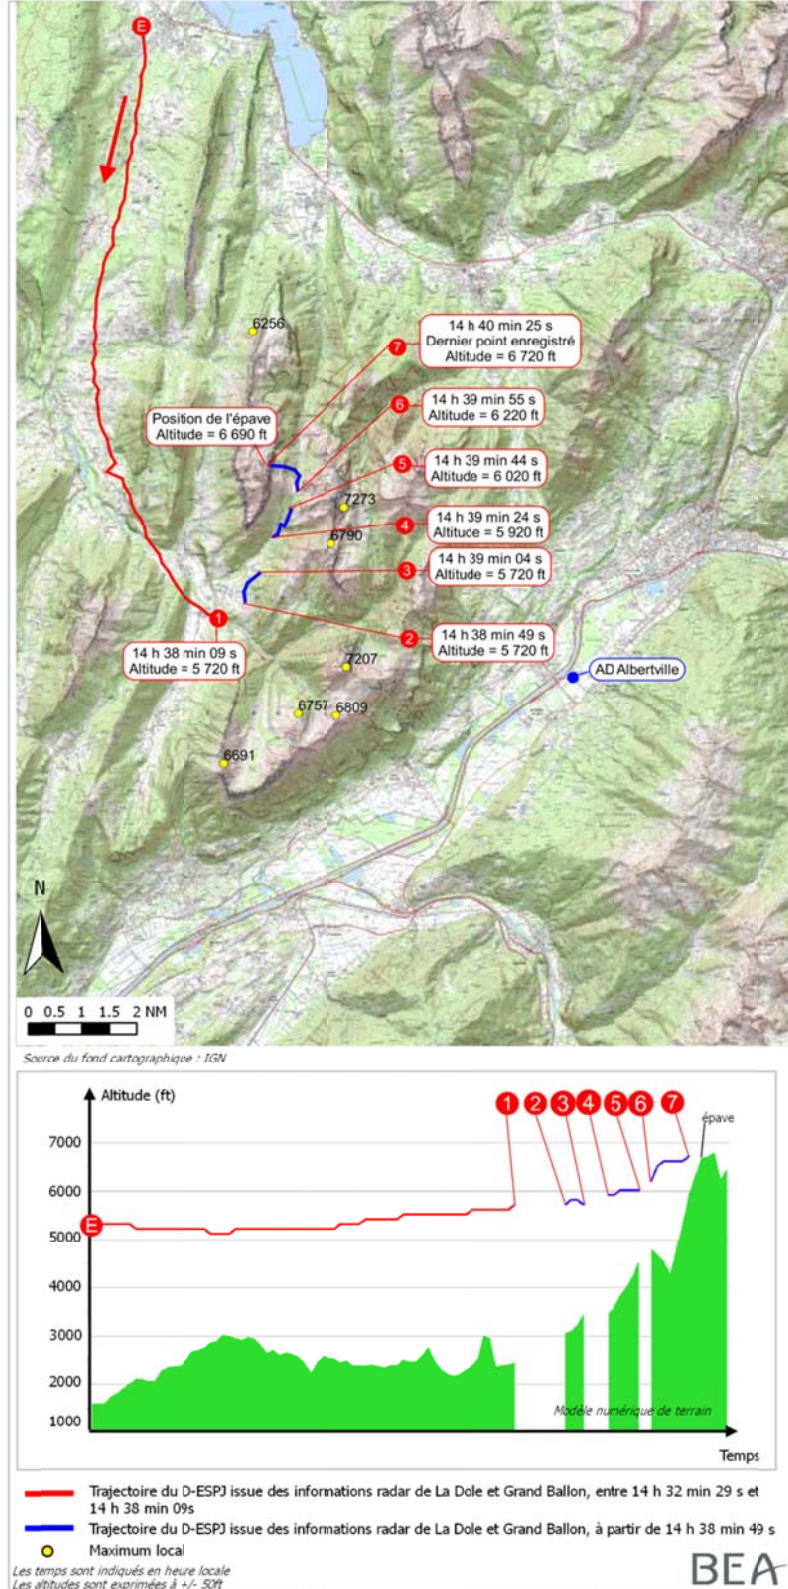 E
6256
7
14 h 40 min 25 s
Dernier point enregistré
Altitude = 6 720 ft
6
14 h 39 min 55 s
Altitude = 6 220 ft
Position de l'épave
Altitude = 6 690 ft
5
14 h 39 min 44 s
Altitude = 6 020 ft
7273
4
14 h 39 min 24 s
Altitude = 5 920 ft
6790
3
14 h 39 min 04 s
Altitude = 5 720 ft
1
2
14 h 38 min 49 s
Altitude = 5 720 ft
14 h 38 min 09 s
Altitude = 5 720 ft
7207
AD Albertville
6757
6809
6691
N
0 0.5 1 1.5 2 NM
Source du fond cartographique : IGN
Altitude (ft)
1 2 3 4 5 6 7
épave
7000
6000
E
5000
4000
3000
2000
1000
Modèle numérique de terrain
Temps
Trajectoire du D-ESPJ issue des informations radar de La Dole et Grand Ballon, entre 14 h 32 min 29 s et
14 h 38 min 09s
Trajectoire du D-ESPJ issue des informations radar de La Dole et Grand Ballon, à partir de 14 h 38 min 49 s
Maximum local
Les temps sont indiqués en heure locale
Les altitudes sont exprimées à +/- 50ft
BEA